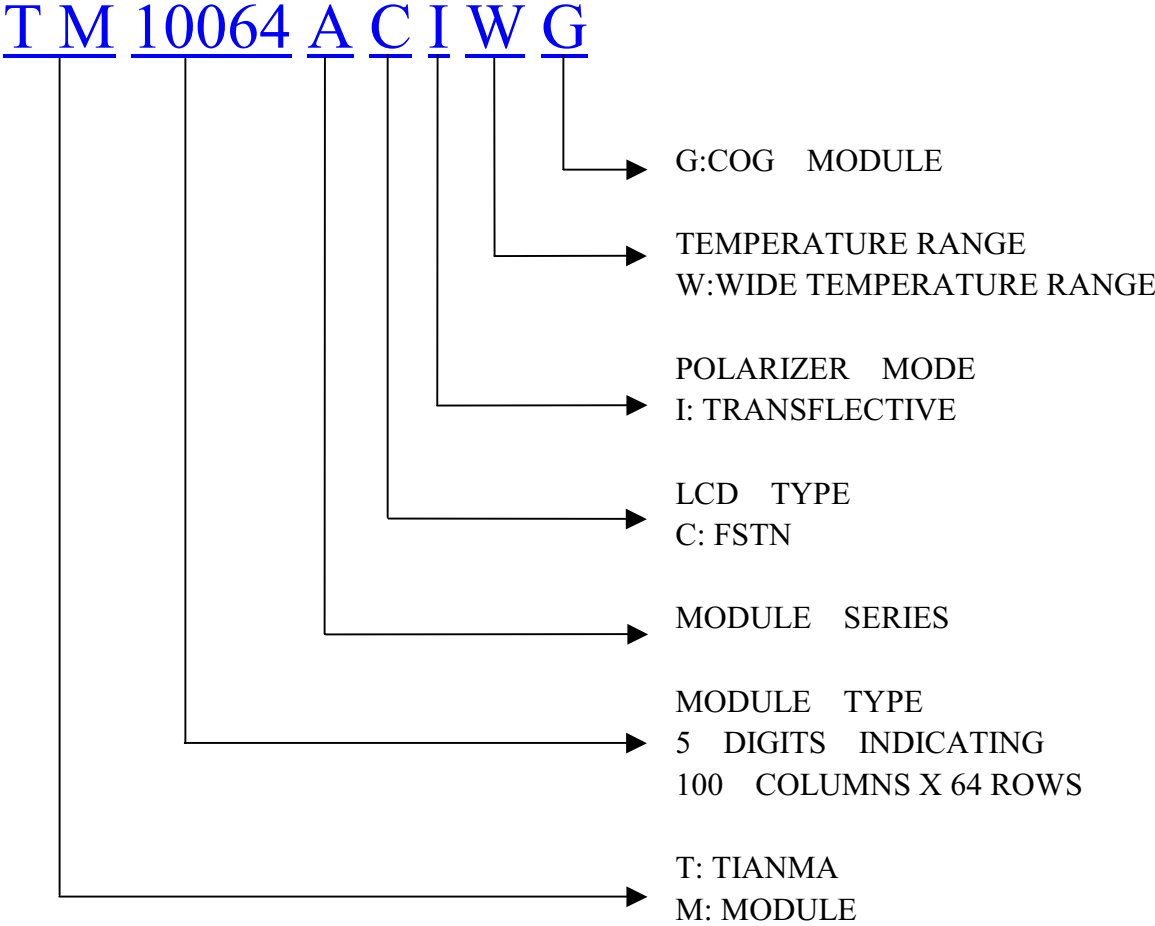 T M 10064 A C I W G
G:COG MODULE
TEMPERATURE RANGE
W:WIDE TEMPERATURE RANGE
POLARIZER MODE
I: TRANSFLECTIVE
LCD TYPE
C: FSTN
MODULE SERIES
MODULE TYPE
5 DIGITS INDICATING
100 COLUMNS X 64 ROWS
T: TIANMA
M: MODULE